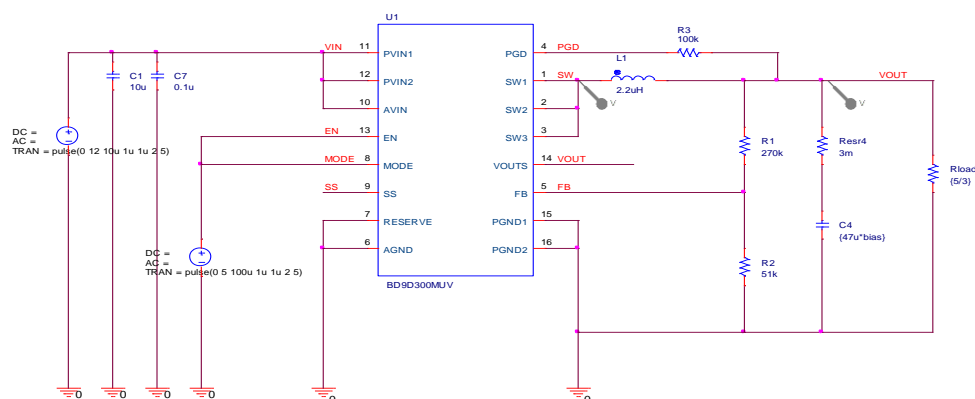 U1
R3
100k
VIN
11
PVIN1
PGD
4
PGD
L1
C1
10u
C7
0.1u
12
PVIN2
SW1
1
SW
2.2uH
VOUT
V
V
10
AVIN
SW2
2
DC =
AC =
TRAN = pulse(0 12 10u 1u 1u 2 5)
EN
13
EN
SW3
3
R1
270k
Resr4
3m
MODE
8
MODE
VOUTS
14
VOUT
Rload
{5/3}
SS
9
SS
FB
5
FB
7
RESERVE
PGND1
15
C4
{47u*bias}
6
AGND
PGND2
16
DC =
AC =
TRAN = pulse(0 5 100u 1u 1u 2 5)
R2
51k
BD9D300MUV
0
0
0
0
0
0